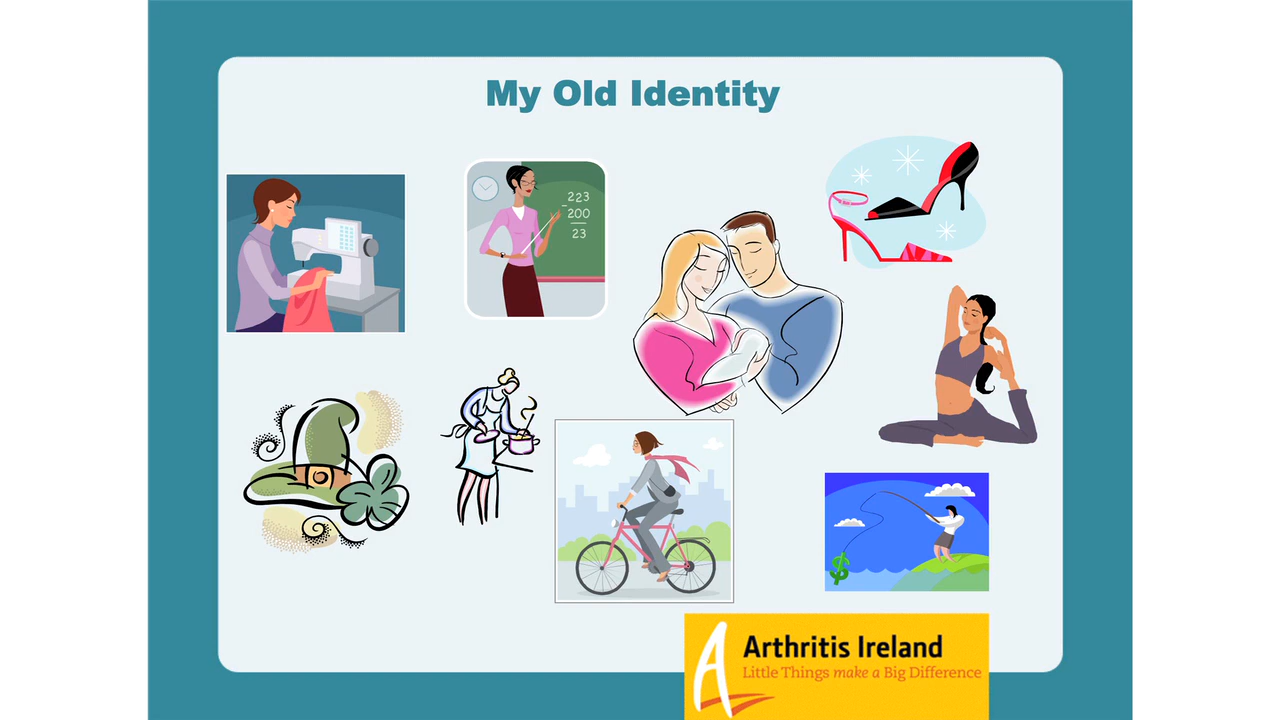 My Old Identity
223
-200
23
$
Arthritis Ireland
Little Things make a Big Difference